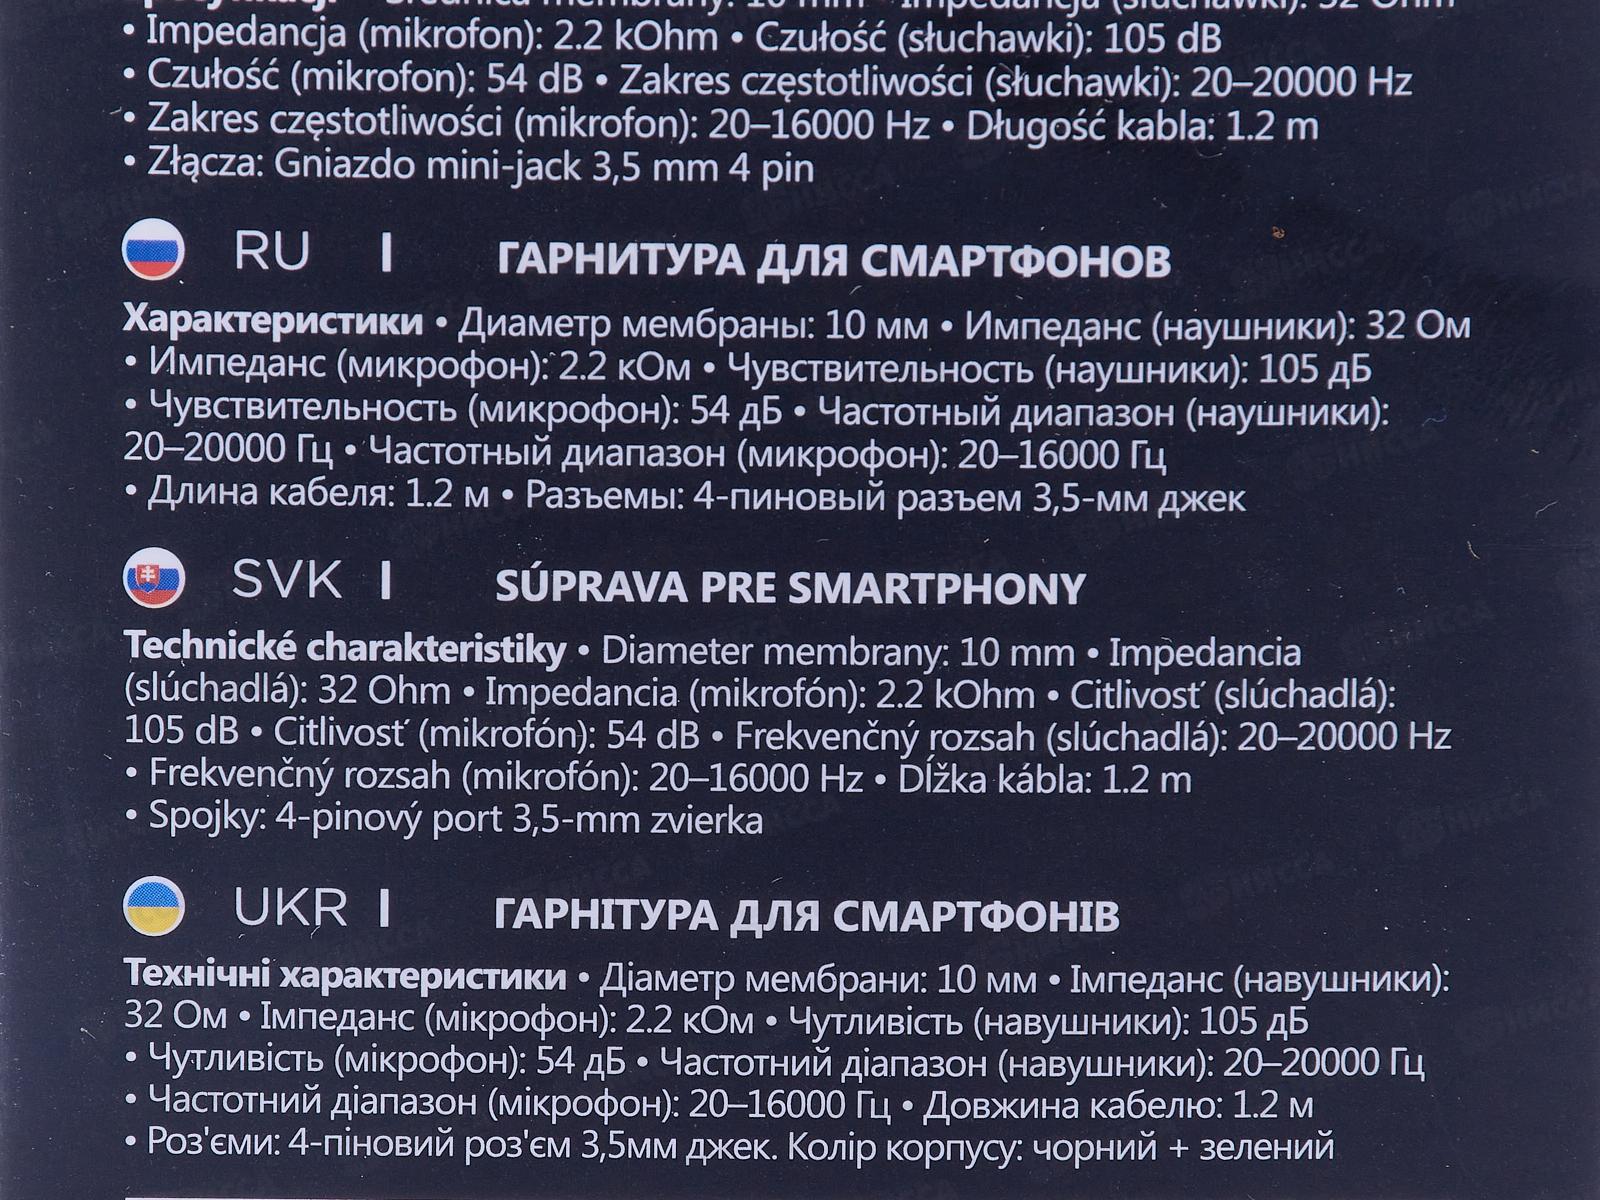 Średnica membrany: 10 mm • Impedancja (słuchawki): 32 Ohm
• Impedancja (mikrofon): 2.2 kOhm • Czułość (słuchawki): 105 dB
• Czułość (mikrofon): 54 dB • Zakres częstotliwości (słuchawki): 20–20000 Hz
• Zakres częstotliwości (mikrofon): 20–16000 Hz • Długość kabla: 1.2 m
• Złącza: Gniazdo mini-jack 3,5 mm 4 pin
RU | ГАРНИТУРА ДЛЯ СМАРТФОНОВ
Характеристики • Диаметр мембраны: 10 мм • Импеданс (наушники): 32 Ом
• Импеданс (микрофон): 2.2 кОм • Чувствительность (наушники): 105 дБ
• Чувствительность (микрофон): 54 дБ • Частотный диапазон (наушники):
20–20000 Гц • Частотный диапазон (микрофон): 20–16000 Гц
• Длина кабеля: 1.2 м • Разъемы: 4-пиновый разъем 3,5-мм джек
SVK | SÚPRAVA PRE SMARTPHONY
Technické charakteristiky • Diameter membrany: 10 mm • Impedancia
(slúchadlá): 32 Ohm • Impedancia (mikrofón): 2.2 kOhm • Citlivosť (slúchadlá):
105 dB • Citlivosť (mikrofón): 54 dB • Frekvenčný rozsah (slúchadlá): 20–20000 Hz
• Frekvenčný rozsah (mikrofón): 20–16000 Hz • Dĺžka kábla: 1.2 m
• Spojky: 4-pinový port 3,5-mm zvierka
UKR | ГАРНІТУРА ДЛЯ СМАРТФОНІВ
Технічні характеристики • Діаметр мембрани: 10 мм • Імпеданс (навушники):
32 Ом • Імпеданс (мікрофон): 2.2 кОм • Чутливість (навушники): 105 дБ
• Чутливість (мікрофон): 54 дБ • Частотний діапазон (навушники): 20–20000 Гц
• Частотний діапазон (мікрофон): 20–16000 Гц • Довжина кабелю: 1.2 м
• Роз'єми: 4-піновий роз'єм 3,5мм джек. Колір корпусу: чорний + зелений